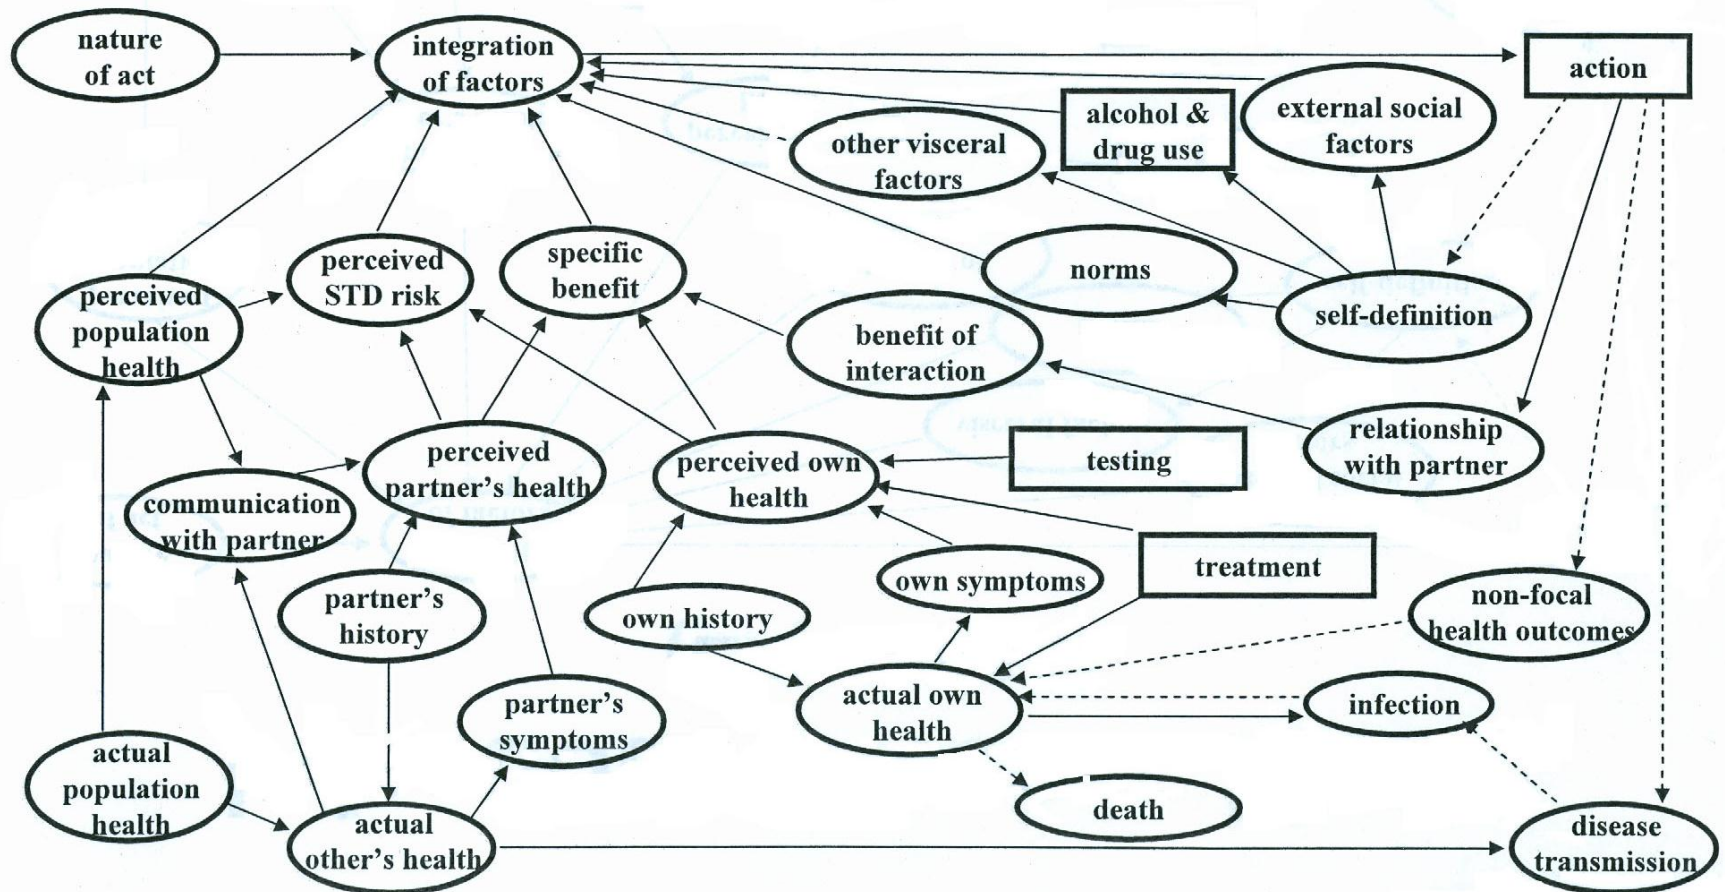 nature
of act
integration
of factors
action
alcohol &
drug use
external social
factors
other visceral
factors
perceived
STD risk
specific
benefit
norms
self-definition
perceived
population
health
benefit of
interaction
relationship
with partner
perceived
partner's health
perceived own
health
testing
communication
with partner
own symptoms
treatment
partner's
history
own history
non-focal
health outcomes
actual own
health
infection
partner's
symptoms
actual
population
health
death
actual
other's health
disease
transmission